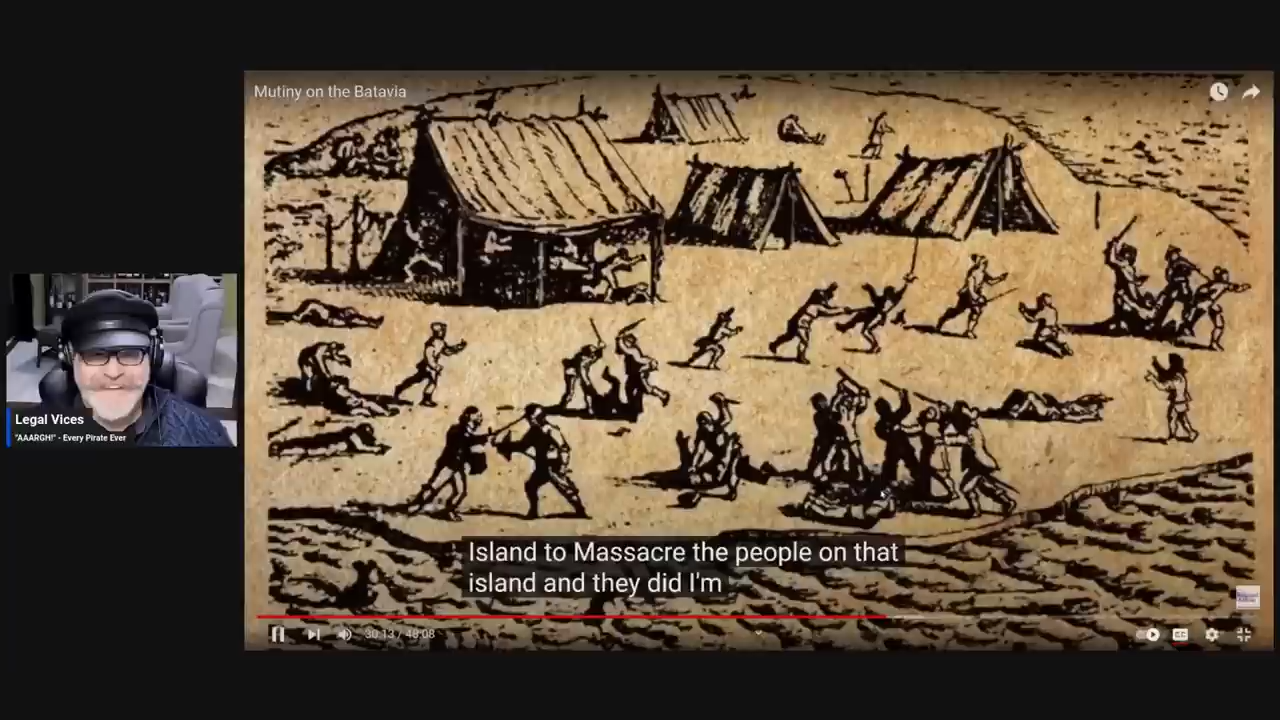 Mutiny on the Batavia
Legal Vices
"AAARGH!" - Every Pirate Ever
Island to Massacre the people on that
island and they did I'm
30:13 / 48:08
CC